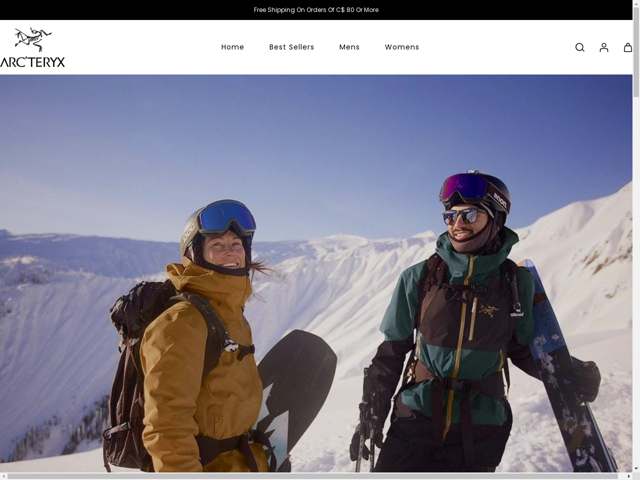 Free Shipping On Orders Of C$ 80 Or More
ARC'TERYX
Home
Best Sellers
Mens
Womens